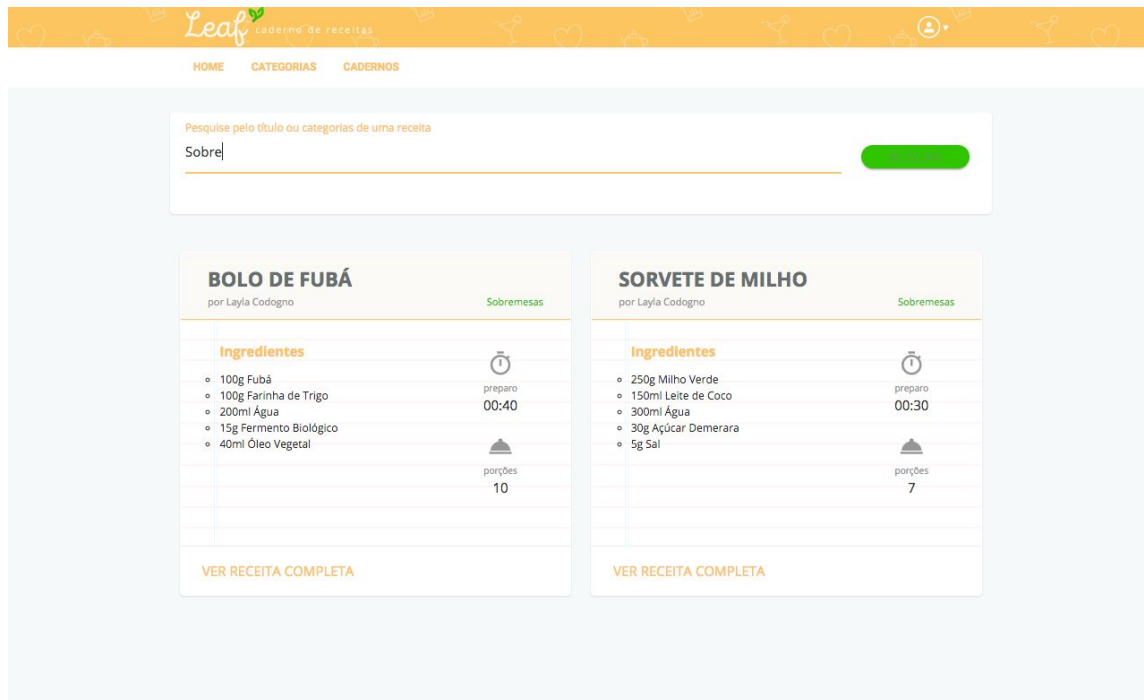 Leaf caderno de receitas
HOME CATEGORIAS CADERNOS
Pesquise pelo título ou categorias de uma receita
Sobre
BOLO DE FUBÁ
por Layla Codogno
Sobremesas
Ingredientes
100g Fubá
100g Farinha de Trigo
200ml Água
15g Fermento Biológico
40ml Óleo Vegetal
preparo
00:40
porções
10
VER RECEITA COMPLETA
SORVETE DE MILHO
por Layla Codogno
Sobremesas
Ingredientes
250g Milho Verde
150ml Leite de Coco
300ml Água
30g Açúcar Demerara
5g Sal
preparo
00:30
porções
7
VER RECEITA COMPLETA